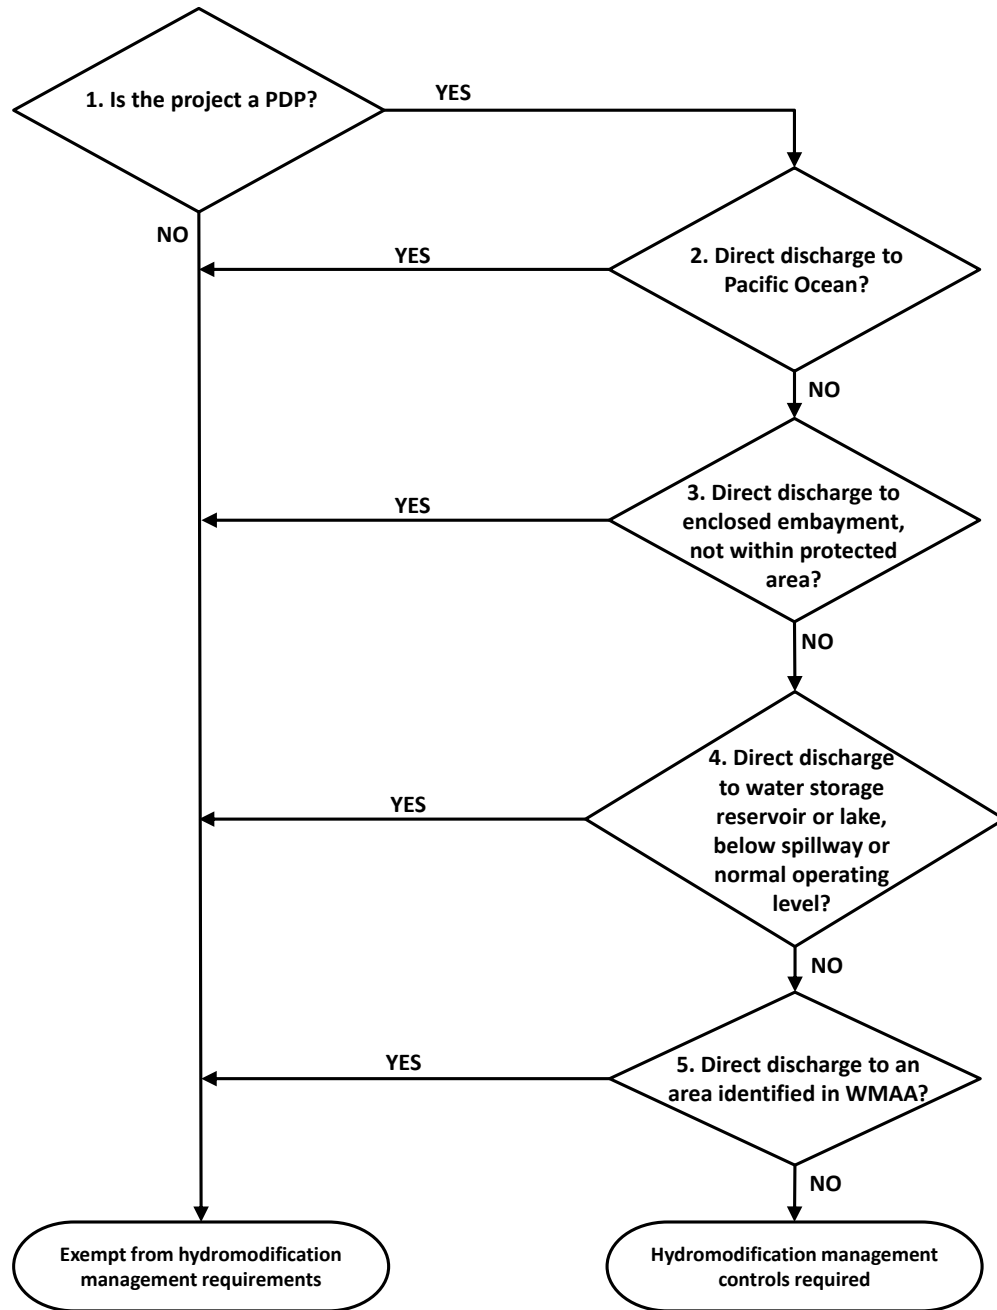 1. Is the project a PDP?
YES
NO
2. Direct discharge to
Pacific Ocean?
YES
NO
3. Direct discharge to
enclosed embayment,
not within protected
area?
YES
NO
4. Direct discharge
to water storage
reservoir or lake,
below spillway or
normal operating
level?
YES
NO
5. Direct discharge to an
area identified in WMAA?
YES
NO
Exempt from hydromodification
management requirements
Hydromodification management
controls required